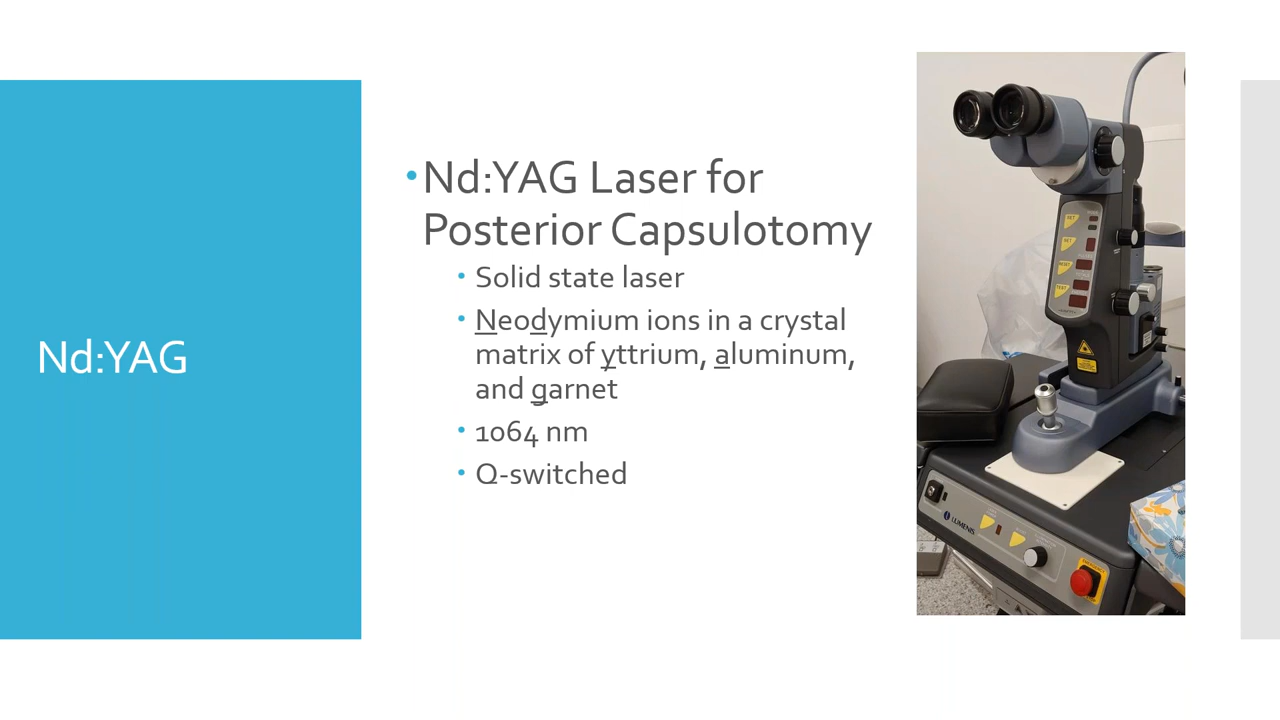 Nd:YAG
Nd:YAG Laser for
Posterior Capsulotomy
Solid state laser
Neodymium ions in a crystal
matrix of yttrium, aluminum,
and garnet
1064 nm
Q-switched
LUMENIS
EMERGENCY